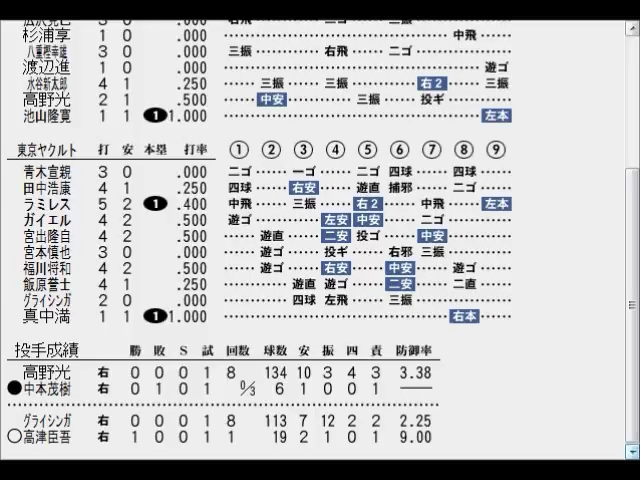 杉浦享 1 0 .000 中飛
八重樫幸雄 3 0 .000 三振 右飛 二ゴ
渡辺進 1 0 .000 遊ゴ
水谷新太郎 4 1 .250 三振 三振 右2 三振
高野光 2 1 .500 中安 三振 投ギ
池山隆寛 1 1 1 1.000 左本
東京ヤクルト 打 安 本塁 打率 ① ② ③ ④ ⑤ ⑥ ⑦ ⑧ ⑨
青木宣親 3 0 .000 二ゴ 一ゴ 二ゴ 四球 四球
田中浩康 4 1 .250 四球 右安 遊直 捕邪 二ゴ
ラミレス 5 2 1 .400 中飛 三振 右2 中飛 左本
ガイエル 4 2 .500 遊ゴ 左安 中安 二ゴ
宮出隆自 4 2 .500 遊直 二安 投ゴ 中安
宮本慎也 3 0 .000 遊ゴ 投ギ 右邪 三振
福川将和 4 2 .500 遊ゴ 右安 中安 遊ゴ
飯原誉士 4 1 .250 遊直 遊ゴ 二安 二直
グライシンガ 2 0 .000 四球 左飛 三振
真中満 1 1 1 1.000 右本
投手成績 勝 敗 S 試 回数 球数 安 振 四 責 防御率
高野光 右 0 0 0 1 8 134 10 3 4 3 3.38
●中本茂樹 右 0 1 0 1 0/3 6 1 0 0 1 ――
グライシンガ 右 0 0 0 1 8 113 7 12 2 2 2.25
○高津臣吾 右 1 0 0 1 1 19 2 1 0 1 9.00